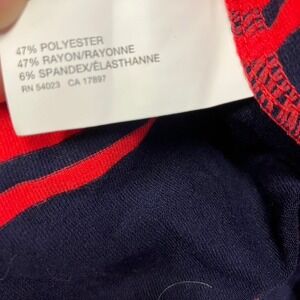 47% POLYESTER
47% RAYON/RAYONNE
6% SPANDEX/ÉLASTHANNE
RN 54023 CA 17897